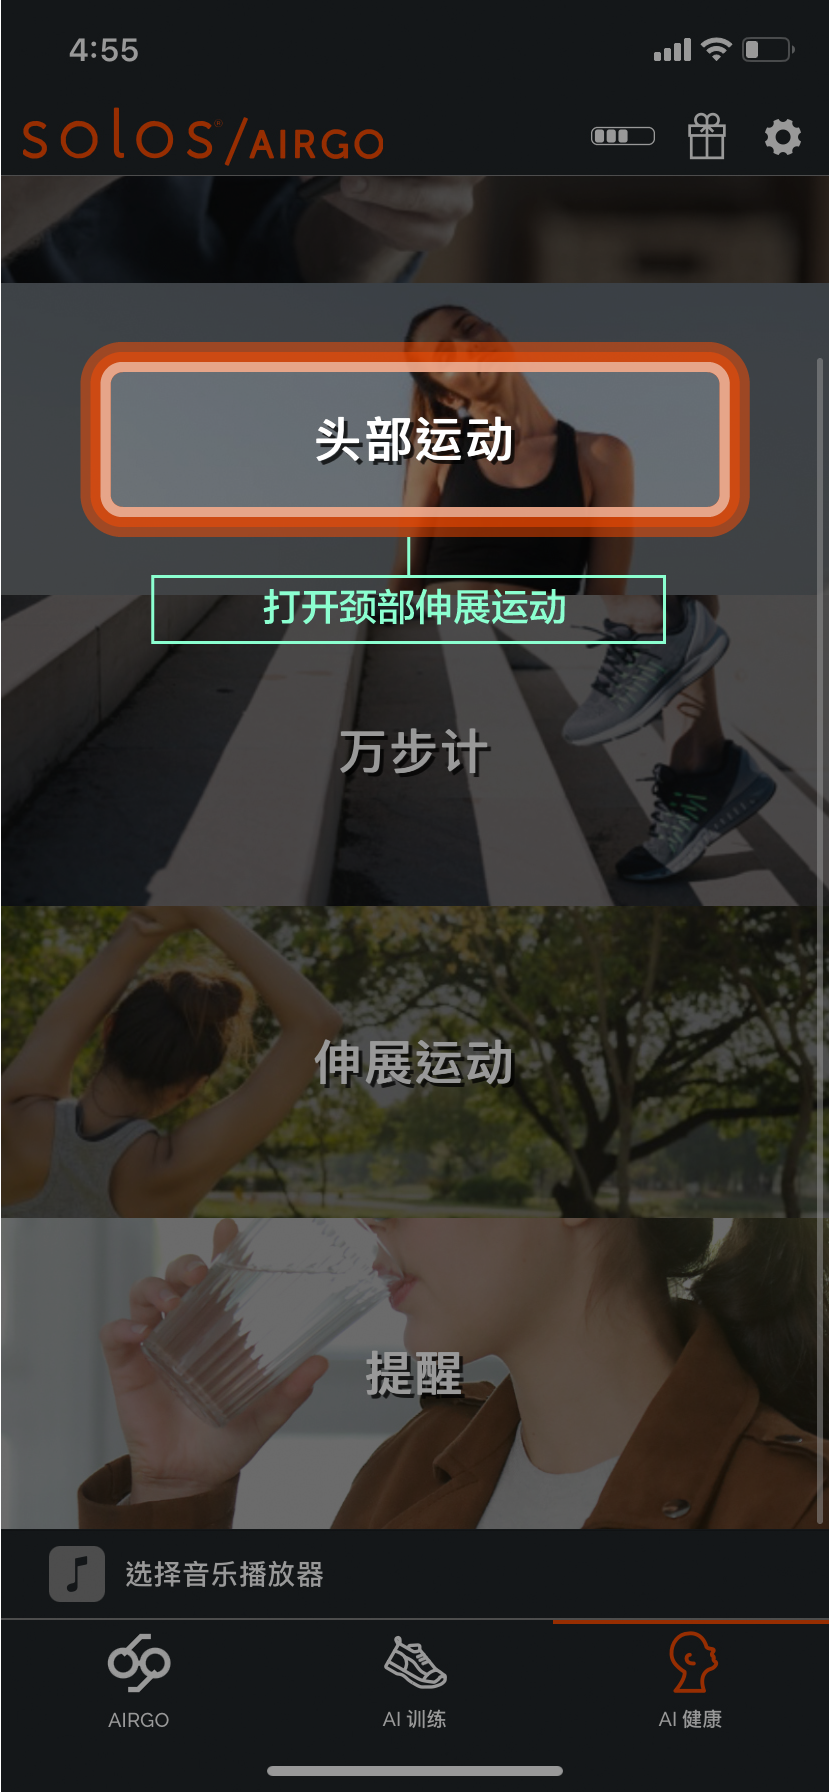 4:55
solos®/AIRGO
头部运动
打开颈部伸展运动
万步计
伸展运动
提醒
选择音乐播放器
AIRGO
AI 训练
AI 健康